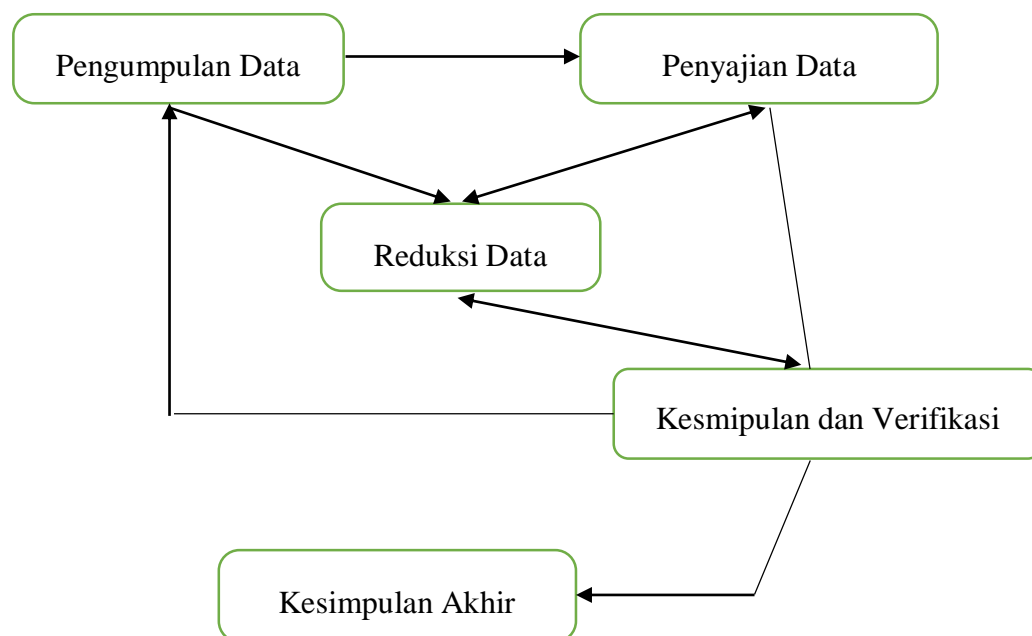 Pengumpulan Data
Penyajian Data
Reduksi Data
Kesmipulan dan Verifikasi
Kesimpulan Akhir